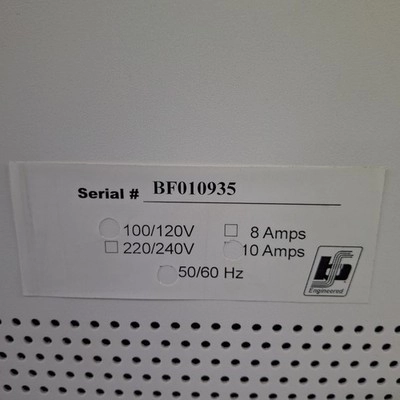 Serial # BF010935
100/120V 8 Amps
220/240V 10 Amps
50/60 Hz
Engineered